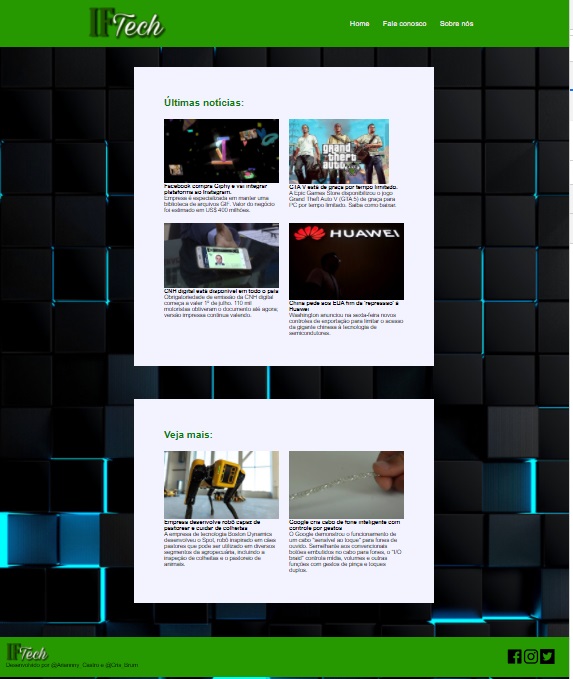 IFTech
Home Fale conosco Sobre nós
Últimas notícias:
Facebook compra Giphy e vai integrar
plataforma ao Instagram.
Empresa é especializada em manter uma
biblioteca de arquivos GIF. Valor do negócio
foi estimado em US$ 400 milhões.
grand
theft
auto
GTA V está de graça por tempo limitado.
A Epic Games Store disponibilizou o jogo
Grand Theft Auto V (GTA 5) de graça para
PC por tempo limitado. Saiba como baixar.
CNH digital está disponível em todo o país
Obrigatoriedade de emissão da CNH digital
começa a valer 1º de julho. 110 mil
motoristas obtiveram o documento até agora;
versão impressa continua valendo.
HUAWEI
China pede aos EUA fim da 'repressão' à
Huawei
Washington anunciou na sexta-feira novos
controles de exportação para limitar o acesso
da gigante chinesa à tecnologia de
semicondutores.
Veja mais:
Empresa desenvolve robô capaz de
pastorear e cuidar de colheitas
A empresa de tecnologia Boston Dynamics
desenvolveu o Spot, robô inspirado em cães
pastores que pode ser utilizado em diversos
segmentos de agropecuária, incluindo a
inspeção de colheitas e o pastoreio de
animais.
Google cria cabo de fone inteligente com
controle por gestos
O Google demonstrou o funcionamento de
um cabo "sensível ao toque" para fones de
ouvido. Semelhante aos convencionais
botões embutidos no cabo para fones, o "I/O
braid" controla mídia, volumes e outras
funções com gestos de pinça e toques
duplos.
IFTech
Desenvolvido por